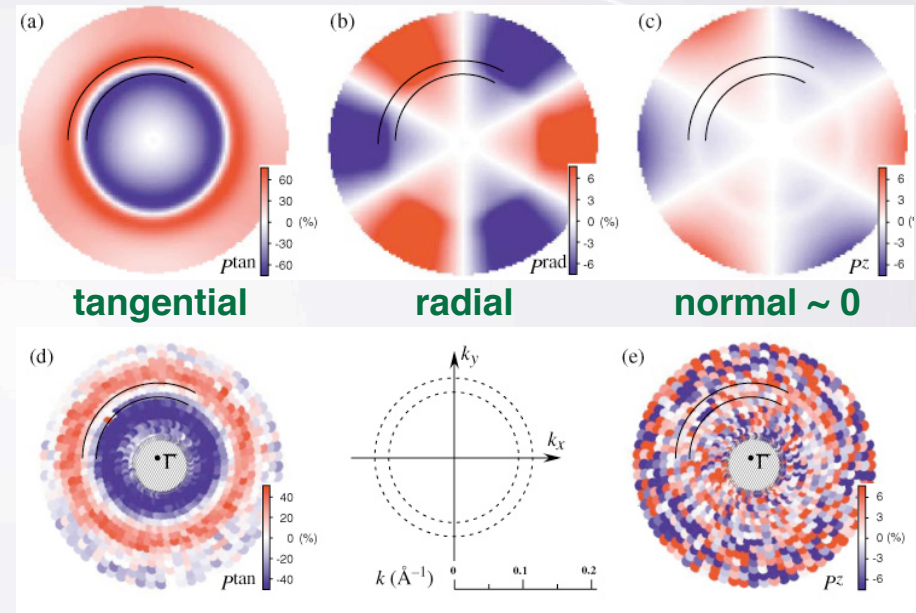 (a)
60
30
0 (%)
-30
-60
Pᵗᵃⁿ
(b)
6
3
0 (%)
-3
-6
Pʳᵃᵈ
(c)
6
3
0 (
-3
-6
Pᶻ
tangential
radial
normal ~ 0
(d)
Γ
40
20
0 (%)
-20
-40
Pᵗᵃⁿ
k_y
k_x
k (Å⁻¹)
0
0.1
0.2
(e)
Γ
6
3
0 (%)
-3
-6
Pᶻ